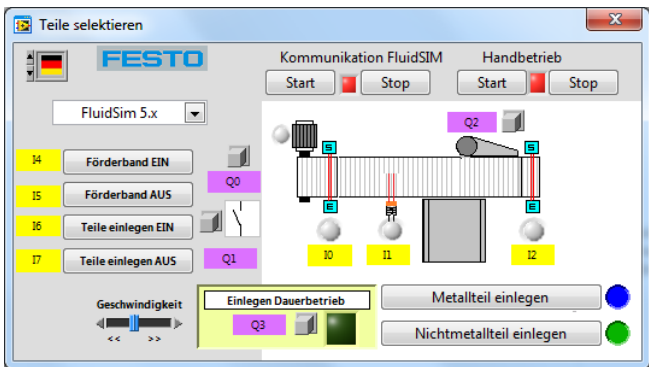 Teile selektieren
FESTO
Kommunikation FluidSIM
Handbetrieb
Start
Stop
Start
Stop
FluidSim 5.x
Q2
S
S
I4
Förderband EIN
Q0
I5
Förderband AUS
E
E
I6
Teile einlegen EIN
I7
Teile einlegen AUS
Q1
I0
I1
I2
Geschwindigkeit
<< >>
Einlegen Dauerbetrieb
Q3
Metallteil einlegen
Nichtmetallteil einlegen